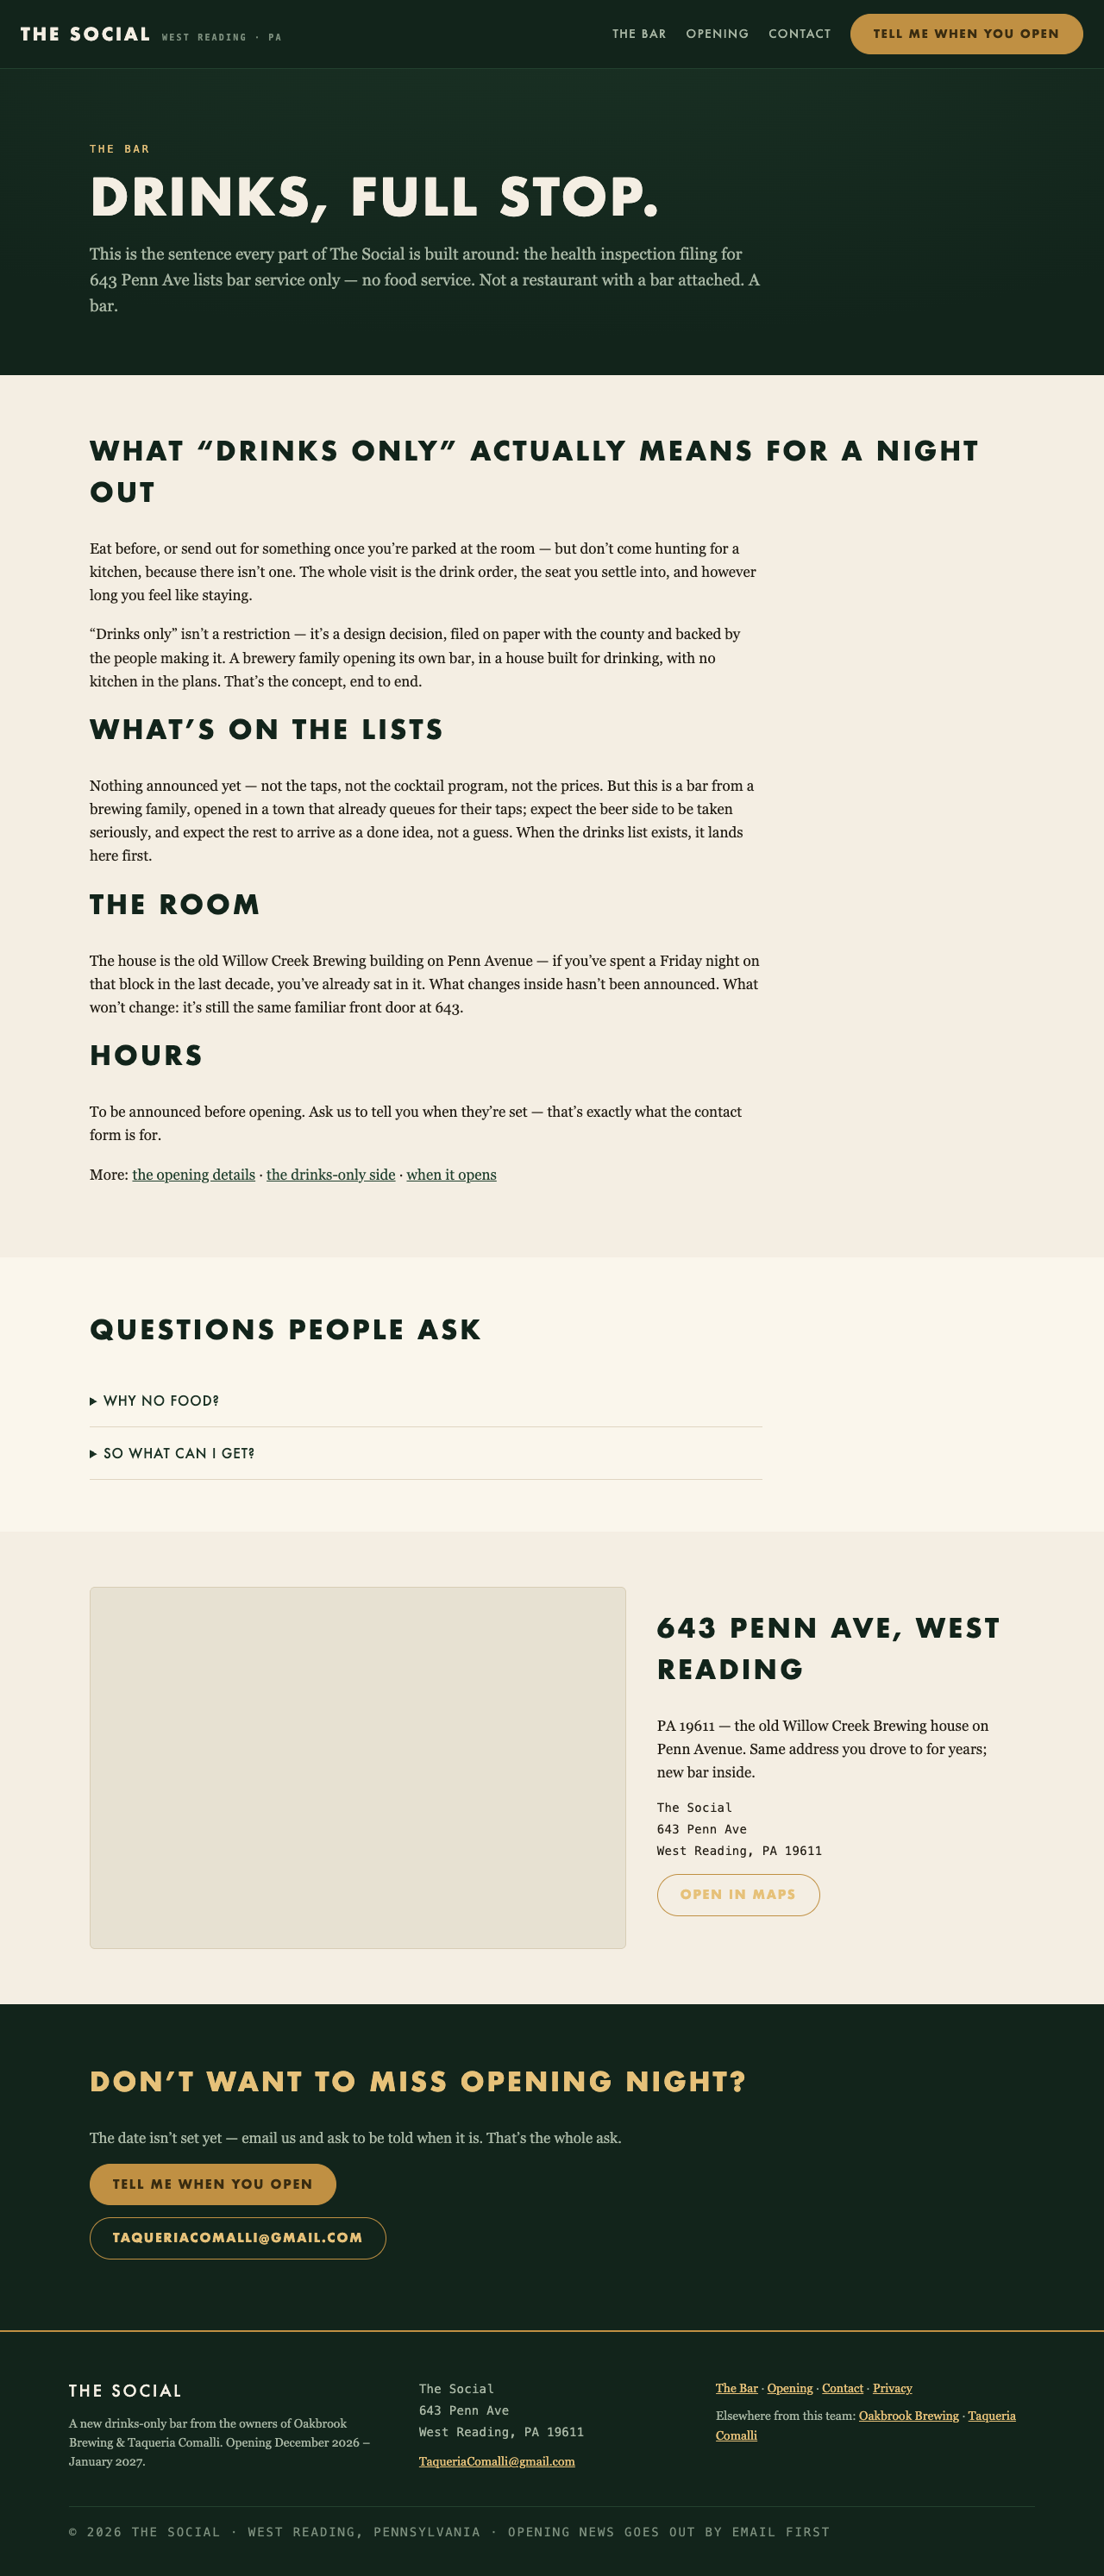 THE SOCIAL WEST READING · PA
THE BAR OPENING CONTACT TELL ME WHEN YOU OPEN
THE BAR
DRINKS, FULL STOP.
This is the sentence every part of The Social is built around: the health inspection filing for
643 Penn Ave lists bar service only — no food service. Not a restaurant with a bar attached. A
bar.
WHAT “DRINKS ONLY” ACTUALLY MEANS FOR A NIGHT
OUT
Eat before, or send out for something once you’re parked at the room — but don’t come hunting for a
kitchen, because there isn’t one. The whole visit is the drink order, the seat you settle into, and however
long you feel like staying.
“Drinks only” isn’t a restriction — it’s a design decision, filed on paper with the county and backed by
the people making it. A brewery family opening its own bar, in a house built for drinking, with no
kitchen in the plans. That’s the concept, end to end.
WHAT’S ON THE LISTS
Nothing announced yet — not the taps, not the cocktail program, not the prices. But this is a bar from a
brewing family, opened in a town that already queues for their taps; expect the beer side to be taken
seriously, and expect the rest to arrive as a done idea, not a guess. When the drinks list exists, it lands
here first.
THE ROOM
The house is the old Willow Creek Brewing building on Penn Avenue — if you’ve spent a Friday night on
that block in the last decade, you’ve already sat in it. What changes inside hasn’t been announced. What
won’t change: it’s still the same familiar front door at 643.
HOURS
To be announced before opening. Ask us to tell you when they’re set — that’s exactly what the contact
form is for.
More: the opening details · the drinks-only side · when it opens
QUESTIONS PEOPLE ASK
WHY NO FOOD?
SO WHAT CAN I GET?
643 PENN AVE, WEST
READING
PA 19611 — the old Willow Creek Brewing house on
Penn Avenue. Same address you drove to for years;
new bar inside.
The Social
643 Penn Ave
West Reading, PA 19611
OPEN IN MAPS
DON’T WANT TO MISS OPENING NIGHT?
The date isn’t set yet — email us and ask to be told when it is. That’s the whole ask.
TELL ME WHEN YOU OPEN
TAQUERIACOMALLI@GMAIL.COM
THE SOCIAL
A new drinks-only bar from the owners of Oakbrook
Brewing & Taqueria Comalli. Opening December 2026 –
January 2027.
The Social
643 Penn Ave
West Reading, PA 19611
TaqueriaComalli@gmail.com
The Bar · Opening · Contact · Privacy
Elsewhere from this team: Oakbrook Brewing · Taqueria
Comalli
© 2026 THE SOCIAL · WEST READING, PENNSYLVANIA · OPENING NEWS GOES OUT BY EMAIL FIRST